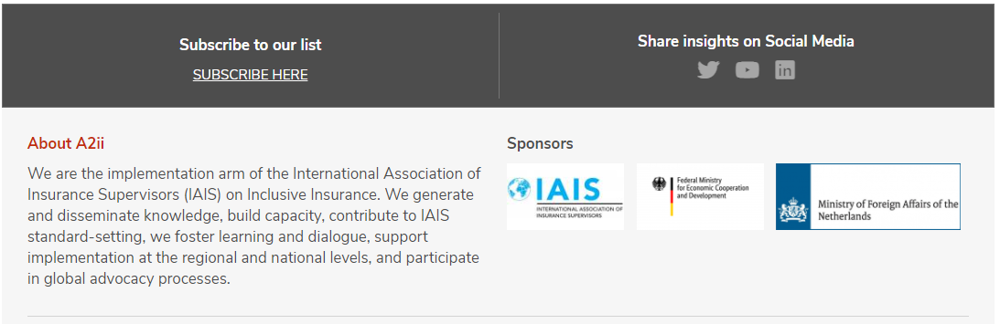 Subscribe to our list
SUBSCRIBE HERE
Share insights on Social Media
About A2ii
We are the implementation arm of the International Association of
Insurance Supervisors (IAIS) on Inclusive Insurance. We generate
and disseminate knowledge, build capacity, contribute to IAIS
standard-setting, we foster learning and dialogue, support
implementation at the regional and national levels, and participate
in global advocacy processes.
Sponsors
IAIS
INTERNATIONAL ASSOCIATION OF
INSURANCE SUPERVISORS
Federal Ministry
for Economic Cooperation
and Development
Ministry of Foreign Affairs of the
Netherlands